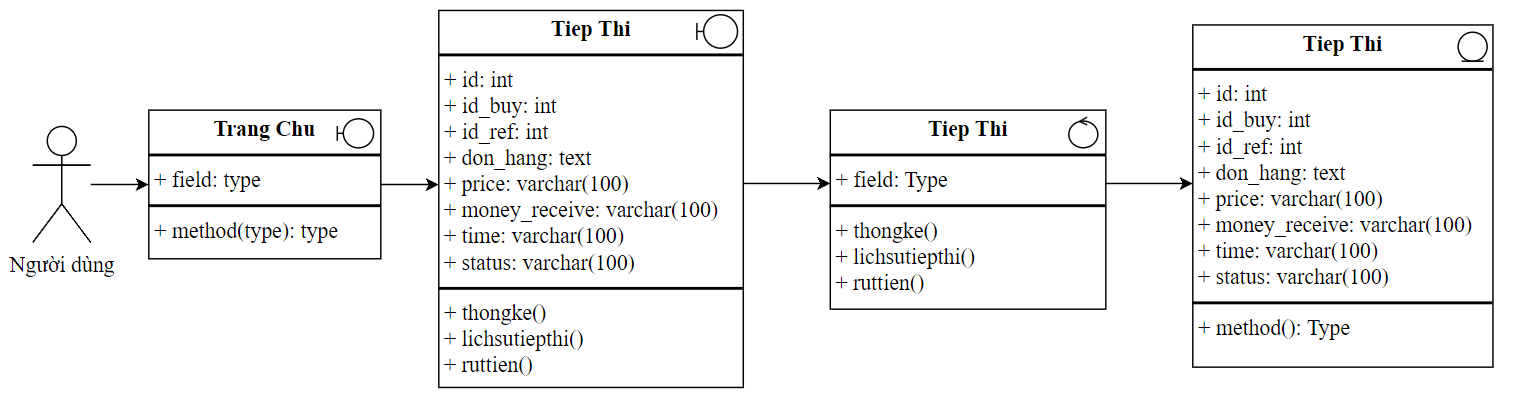 Người dùng
Trang Chu
+ field: type
+ method(type): type
Tiep Thi
+ id: int
+ id_buy: int
+ id_ref: int
+ don_hang: text
+ price: varchar(100)
+ money_receive: varchar(100)
+ time: varchar(100)
+ status: varchar(100)
+ thongke()
+ lichsutiepthi()
+ ruttien()
Tiep Thi
+ field: Type
+ thongke()
+ lichsutiepthi()
+ ruttien()
Tiep Thi
+ id: int
+ id_buy: int
+ id_ref: int
+ don_hang: text
+ price: varchar(100)
+ money_receive: varchar(100)
+ time: varchar(100)
+ status: varchar(100)
+ method(): Type